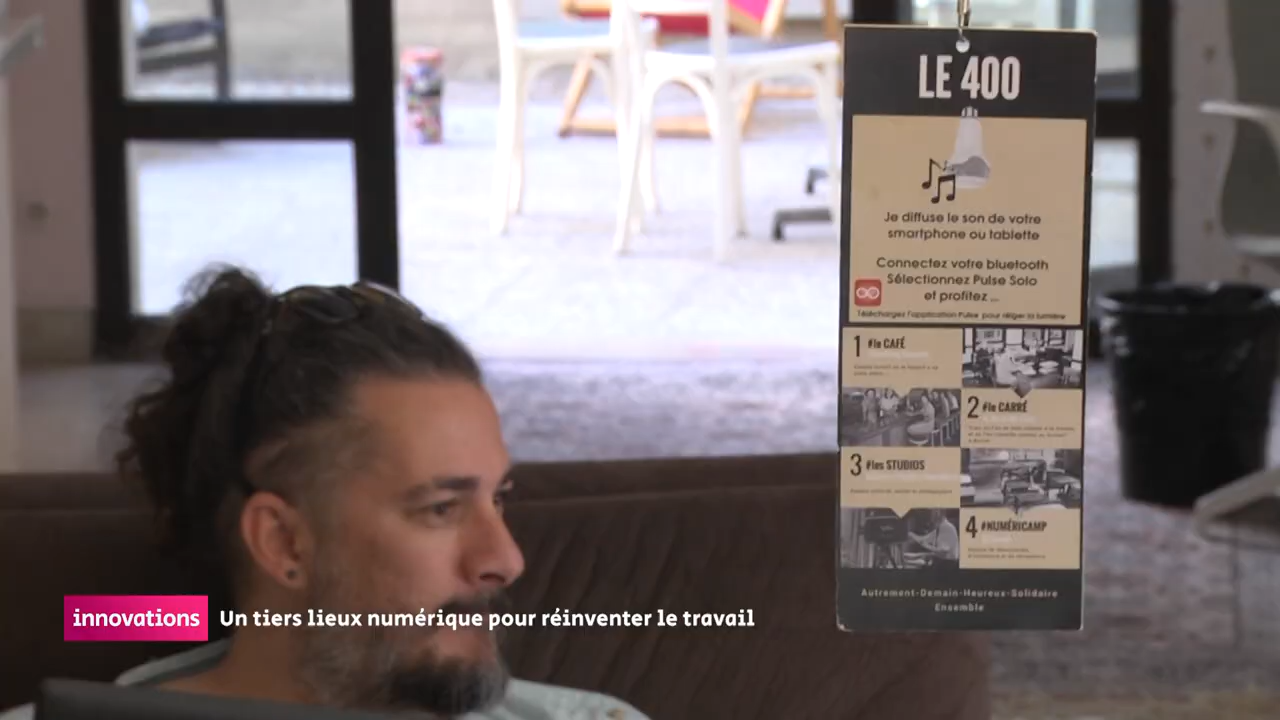 LE 400
Je diffuse le son de votre
smartphone ou tablette
Connectez votre bluetooth
Sélectionnez Pulse Solo
et profitez ...
Téléchargez l'application Pulse pour réliger la lumière
1 #le CAFÉ
2 #le CARRÉ
3 #les STUDIOS
4 #NUMÉRICAMP
Autrement-Demain-Heureux-Solidaire
Ensemble
innovations Un tiers lieux numérique pour réinventer le travail